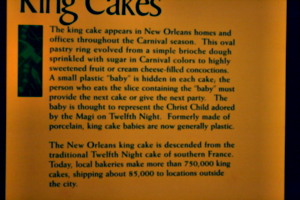 King Cakes
The king cake appears in New Orleans homes and
offices throughout the Carnival season. This oval
pastry ring evolved from a simple brioche dough
sprinkled with sugar in Carnival colors to highly
sweetened fruit or cream cheese-filled concoctions.
A small plastic "baby" is hidden in each cake, the
person who eats the slice containing the "baby" must
provide the next cake or give the next party. The
baby is thought to represent the Christ Child adored
by the Magi on Twelfth Night. Formerly made of
porcelain, king cake babies are now generally plastic.
The New Orleans king cake is descended from the
traditional Twelfth Night cake of southern France.
Today, local bakeries make more than 750,000 king
cakes, shipping about 85,000 to locations outside
the city.